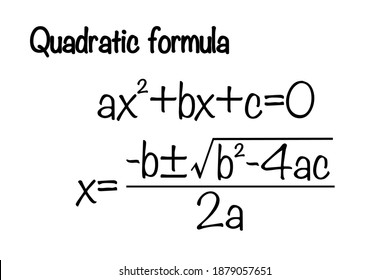 Quadratic formula
ax²+bx+c=0
x= -b±√b²-4ac
2a
shutterstock.com · 1879057651